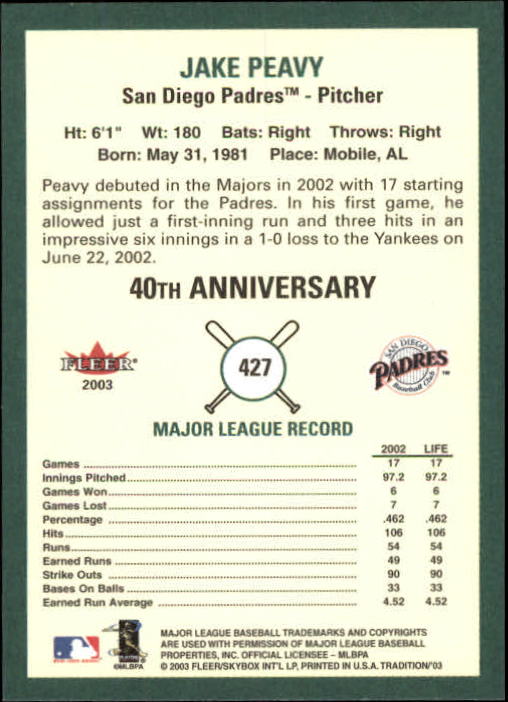 JAKE PEAVY
San Diego Padres™ - Pitcher
Ht: 6'1" Wt: 180 Bats: Right Throws: Right
Born: May 31, 1981 Place: Mobile, AL
Peavy debuted in the Majors in 2002 with 17 starting
assignments for the Padres. In his first game, he
allowed just a first-inning run and three hits in an
impressive six innings in a 1-0 loss to the Yankees on
June 22, 2002.
40TH ANNIVERSARY
FLEER
2003
427
SAN DIEGO
PADRES™
Baseball Club
MAJOR LEAGUE RECORD
2002 LIFE
Games 17 17
Innings Pitched 97.2 97.2
Games Won 6 6
Games Lost 7 7
Percentage .462 .462
Hits 106 106
Runs 54 54
Earned Runs 49 49
Strike Outs 90 90
Bases On Balls 33 33
Earned Run Average 4.52 4.52
©MLBPA
MAJOR LEAGUE BASEBALL TRADEMARKS AND COPYRIGHTS
ARE USED WITH PERMISSION OF MAJOR LEAGUE BASEBALL
PROPERTIES, INC. OFFICIAL LICENSEE - MLBPA
© 2003 FLEER/SKYBOX INT'L LP, PRINTED IN U.S.A. TRADITION/'03